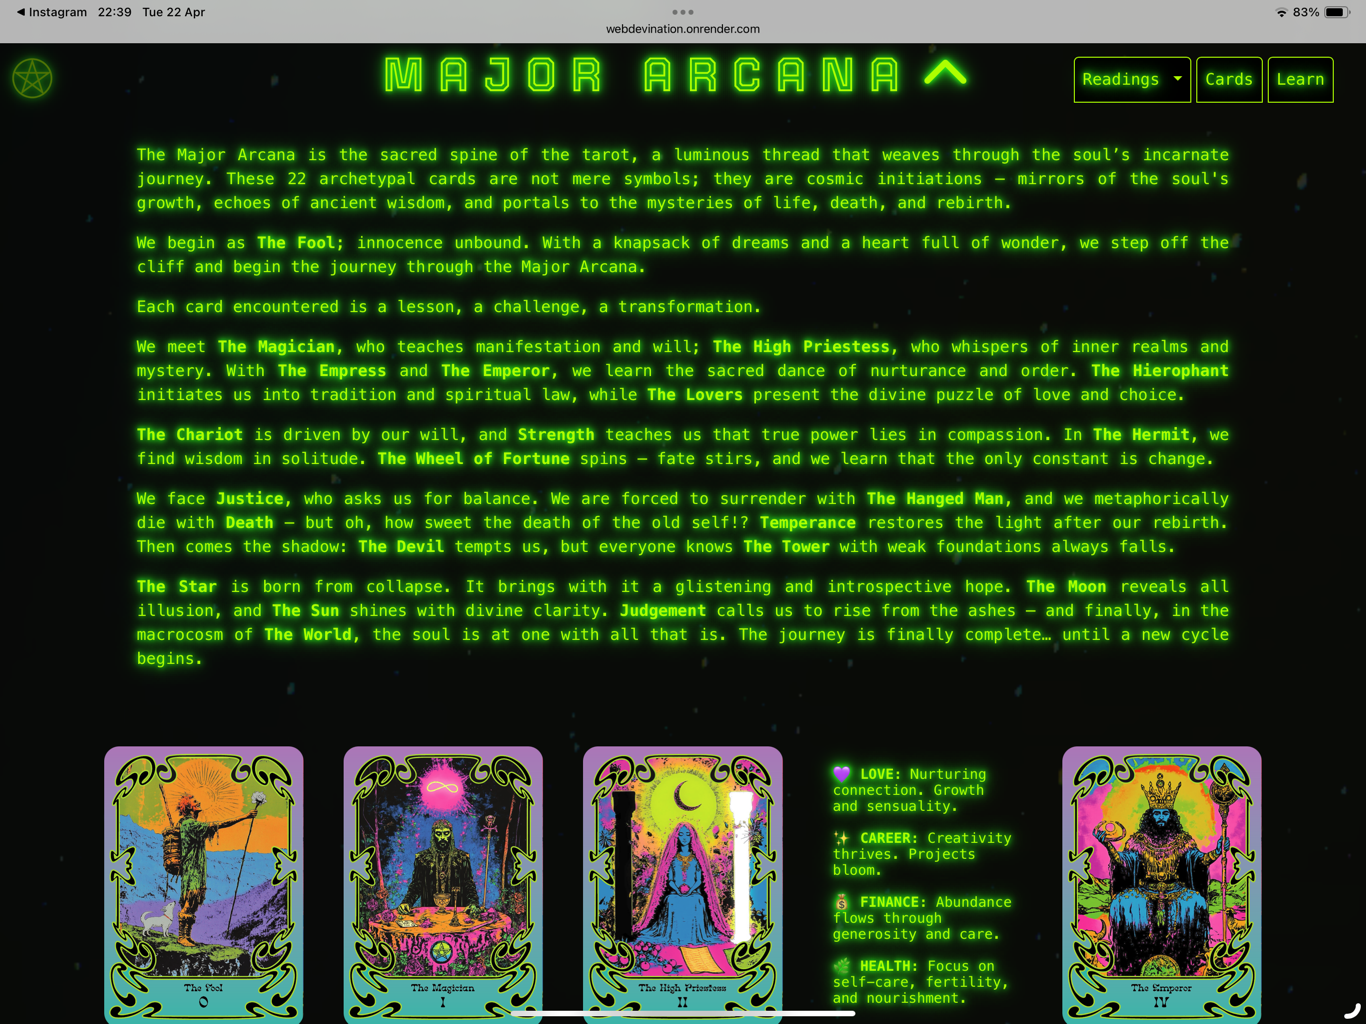 Instagram 22:39 Tue 22 Apr
83%
webdevination.onrender.com
MAJOR ARCANA
Readings
Cards
Learn
The Major Arcana is the sacred spine of the tarot, a luminous thread that weaves through the soul’s incarnate
journey. These 22 archetypal cards are not mere symbols; they are cosmic initiations – mirrors of the soul's
growth, echoes of ancient wisdom, and portals to the mysteries of life, death, and rebirth.
We begin as The Fool; innocence unbound. With a knapsack of dreams and a heart full of wonder, we step off the
cliff and begin the journey through the Major Arcana.
Each card encountered is a lesson, a challenge, a transformation.
We meet The Magician, who teaches manifestation and will; The High Priestess, who whispers of inner realms and
mystery. With The Empress and The Emperor, we learn the sacred dance of nurturance and order. The Hierophant
initiates us into tradition and spiritual law, while The Lovers present the divine puzzle of love and choice.
The Chariot is driven by our will, and Strength teaches us that true power lies in compassion. In The Hermit, we
find wisdom in solitude. The Wheel of Fortune spins – fate stirs, and we learn that the only constant is change.
We face Justice, who asks us for balance. We are forced to surrender with The Hanged Man, and we metaphorically
die with Death – but oh, how sweet the death of the old self!? Temperance restores the light after our rebirth.
Then comes the shadow: The Devil tempts us, but everyone knows The Tower with weak foundations always falls.
The Star is born from collapse. It brings with it a glistening and introspective hope. The Moon reveals all
illusion, and The Sun shines with divine clarity. Judgement calls us to rise from the ashes – and finally, in the
macrocosm of The World, the soul is at one with all that is. The journey is finally complete… until a new cycle
begins.
The Fool
0
The Magician
I
The High Priestess
II
💜 LOVE: Nurturing
connection. Growth
and sensuality.
✨ CAREER: Creativity
thrives. Projects
bloom.
💰 FINANCE: Abundance
flows through
generosity and care.
🌿 HEALTH: Focus on
self-care, fertility,
and nourishment.
The Emperor
IV